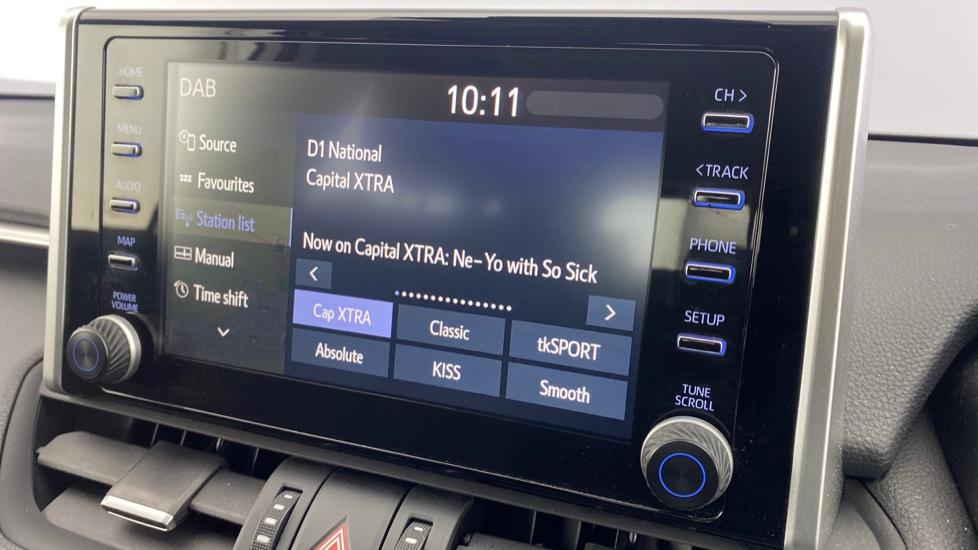 HOME
MENU
AUDIO
MAP
POWER
VOLUME
DAB
10:11
Source
Favourites
Station list
Manual
Time shift
D1 National
Capital XTRA
Now on Capital XTRA: Ne-Yo with So Sick
Cap XTRA
Classic
tkSPORT
Absolute
KISS
Smooth
CH >
< TRACK
PHONE
SETUP
TUNE
SCROLL